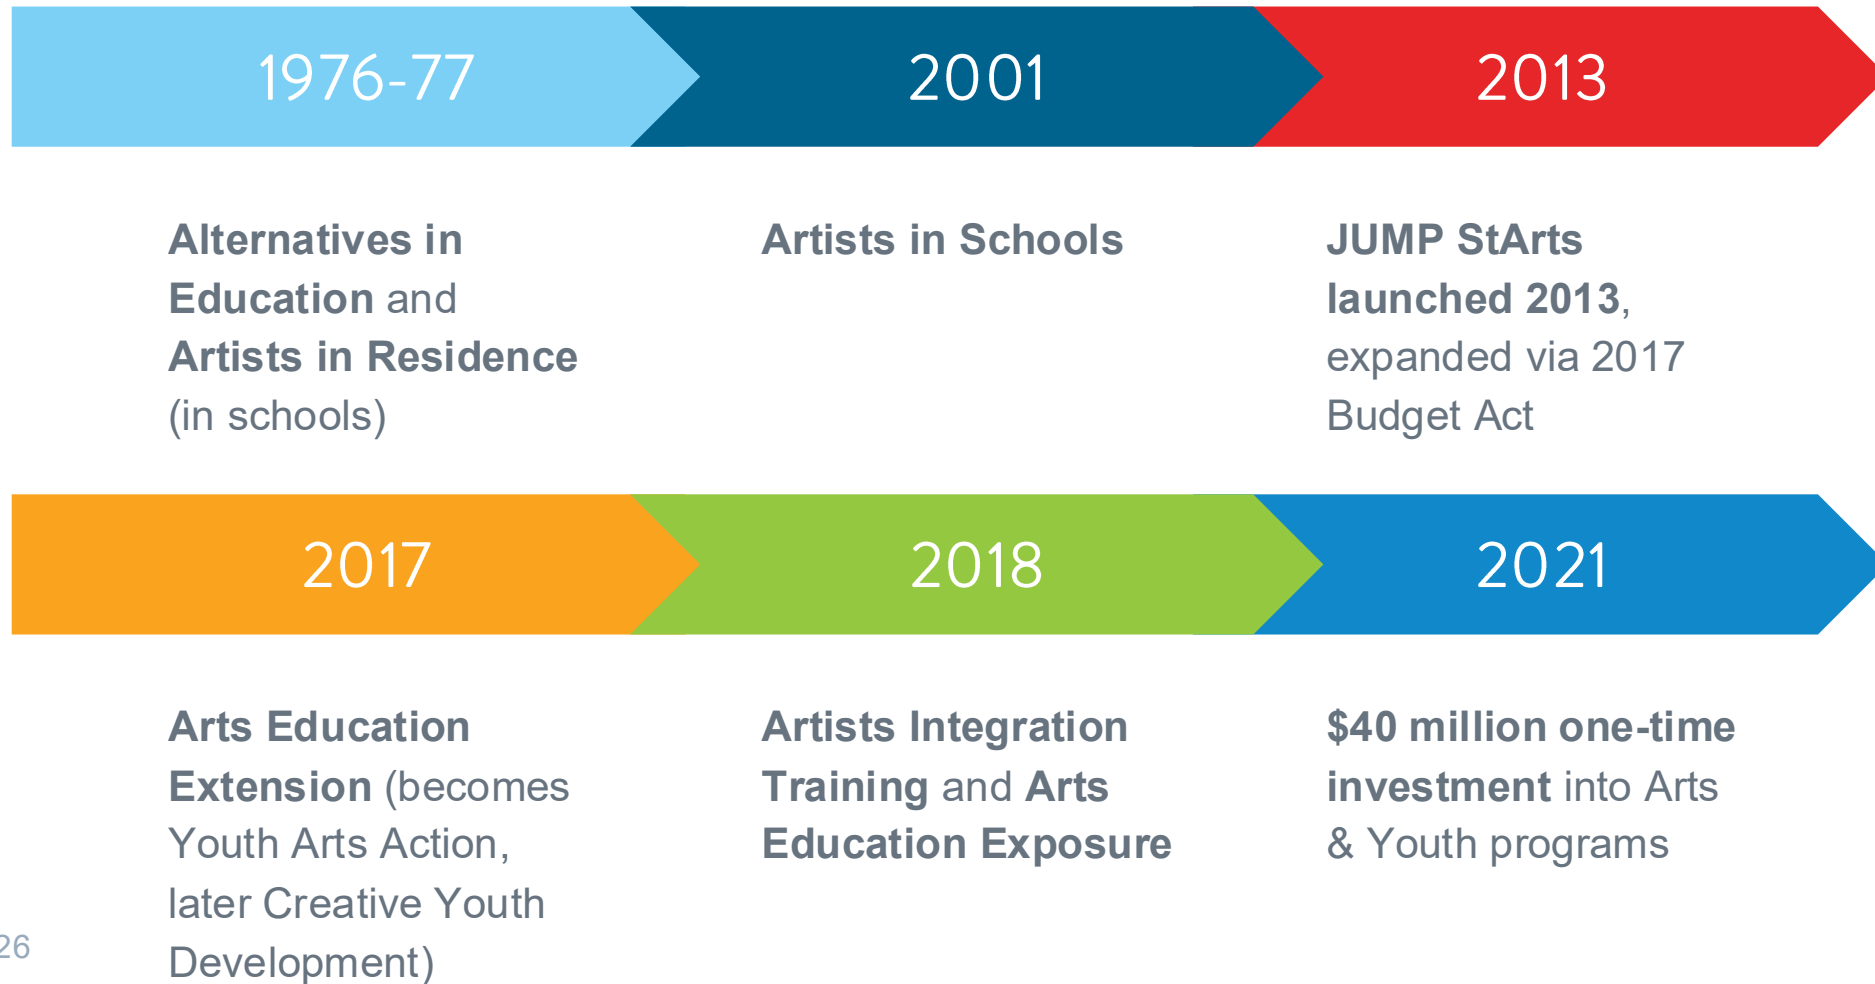 1976-77
2001
2013
Alternatives in
Education and
Artists in Residence
(in schools)
Artists in Schools
JUMP StArts
launched 2013,
expanded via 2017
Budget Act
2017
2018
2021
Arts Education
Extension (becomes
Youth Arts Action,
later Creative Youth
Development)
Artists Integration
Training and Arts
Education Exposure
$40 million one-time
investment into Arts
& Youth programs
26